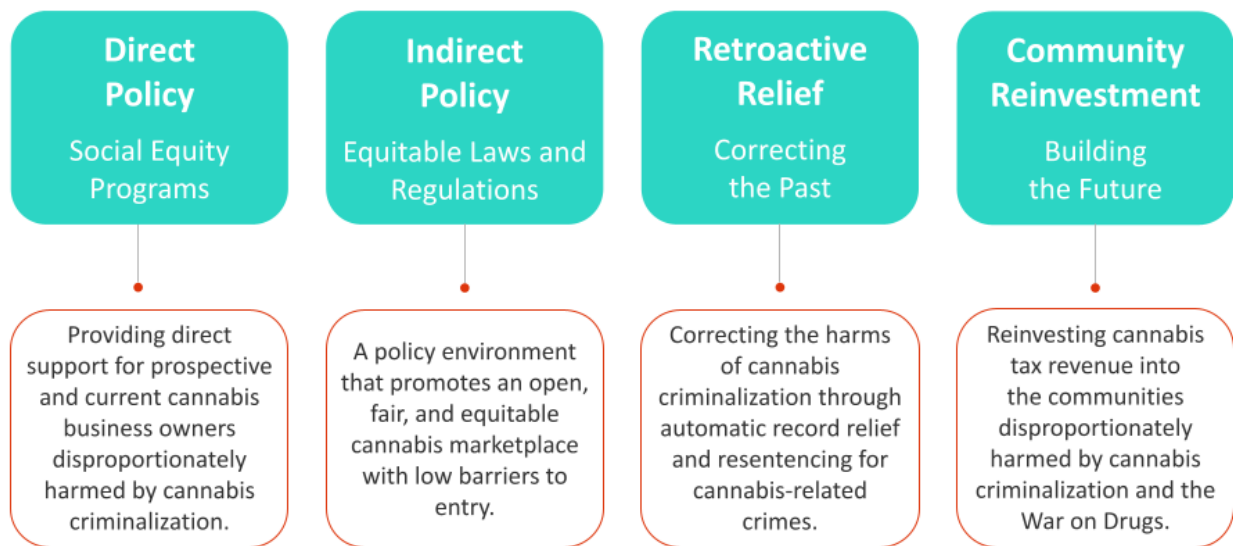 Direct
Policy
Social Equity
Programs
Providing direct
support for prospective
and current cannabis
business owners
disproportionately
harmed by cannabis
criminalization.
Indirect
Policy
Equitable Laws and
Regulations
A policy environment
that promotes an open,
fair, and equitable
cannabis marketplace
with low barriers to
entry.
Retroactive
Relief
Correcting
the Past
Correcting the harms
of cannabis
criminalization through
automatic record relief
and resentencing for
cannabis-related
crimes.
Community
Reinvestment
Building
the Future
Reinvesting cannabis
tax revenue into
the communities
disproportionately
harmed by cannabis
criminalization and the
War on Drugs.